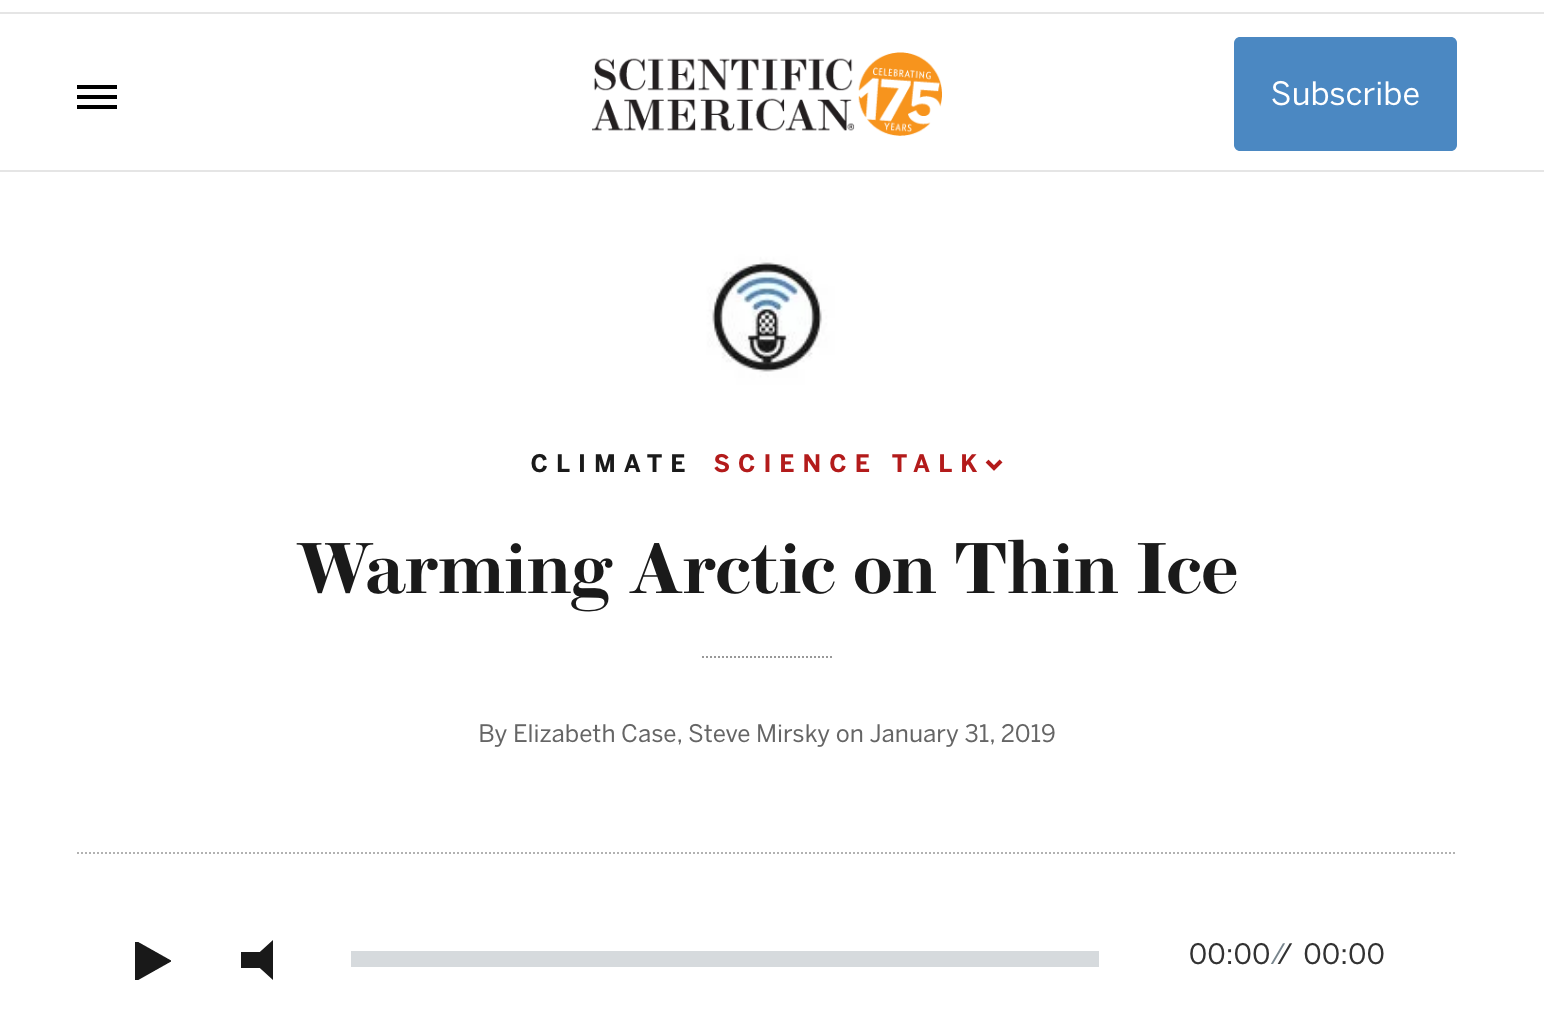 SCIENTIFIC
AMERICAN®
CELEBRATING
175
YEARS
Subscribe
CLIMATE SCIENCE TALK
Warming Arctic on Thin Ice
By Elizabeth Case, Steve Mirsky on January 31, 2019
00:00// 00:00